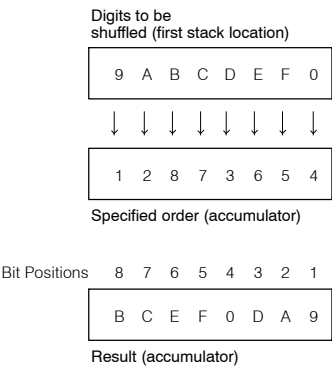 Digits to be
shuffled (first stack location)
9 A B C D E F 0
1 2 8 7 3 6 5 4
Specified order (accumulator)
Bit Positions 8 7 6 5 4 3 2 1
B C E F 0 D A 9
Result (accumulator)